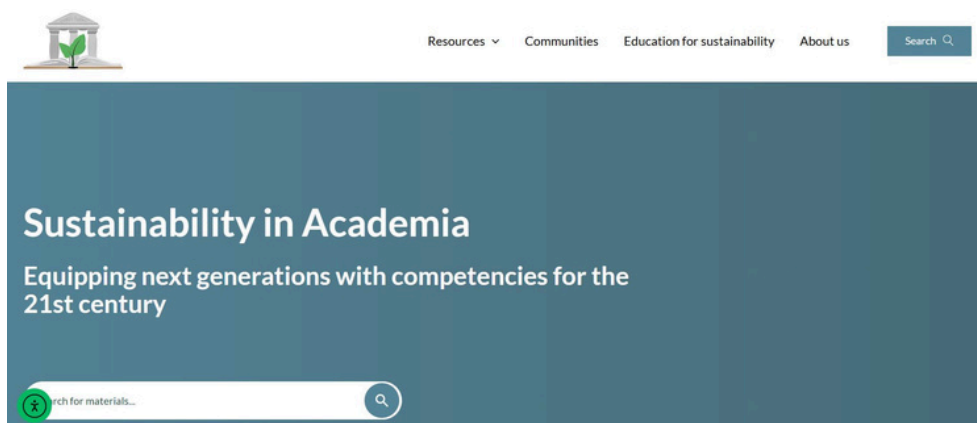 Resources Communities Education for sustainability About us Search
Sustainability in Academia
Equipping next generations with competencies for the
21st century
rch for materials...